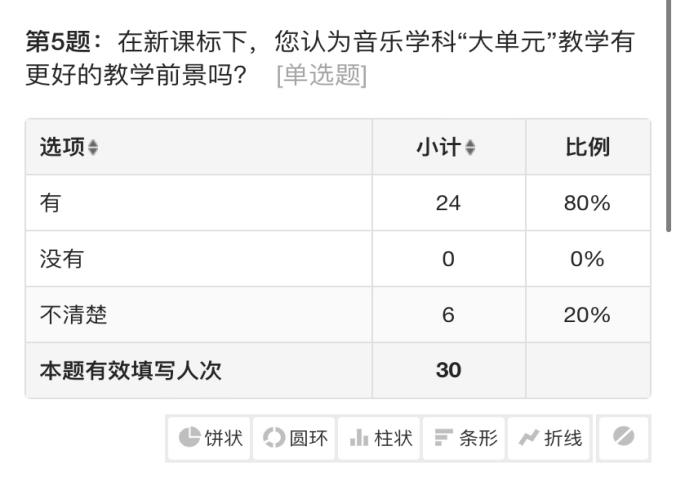 第5题：在新课标下，您认为音乐学科“大单元”教学有
更好的教学前景吗？ [单选题]
选项 小计 比例
有 24 80%
没有 0 0%
不清楚 6 20%
本题有效填写人次 30
饼状 圆环 柱状 条形 折线